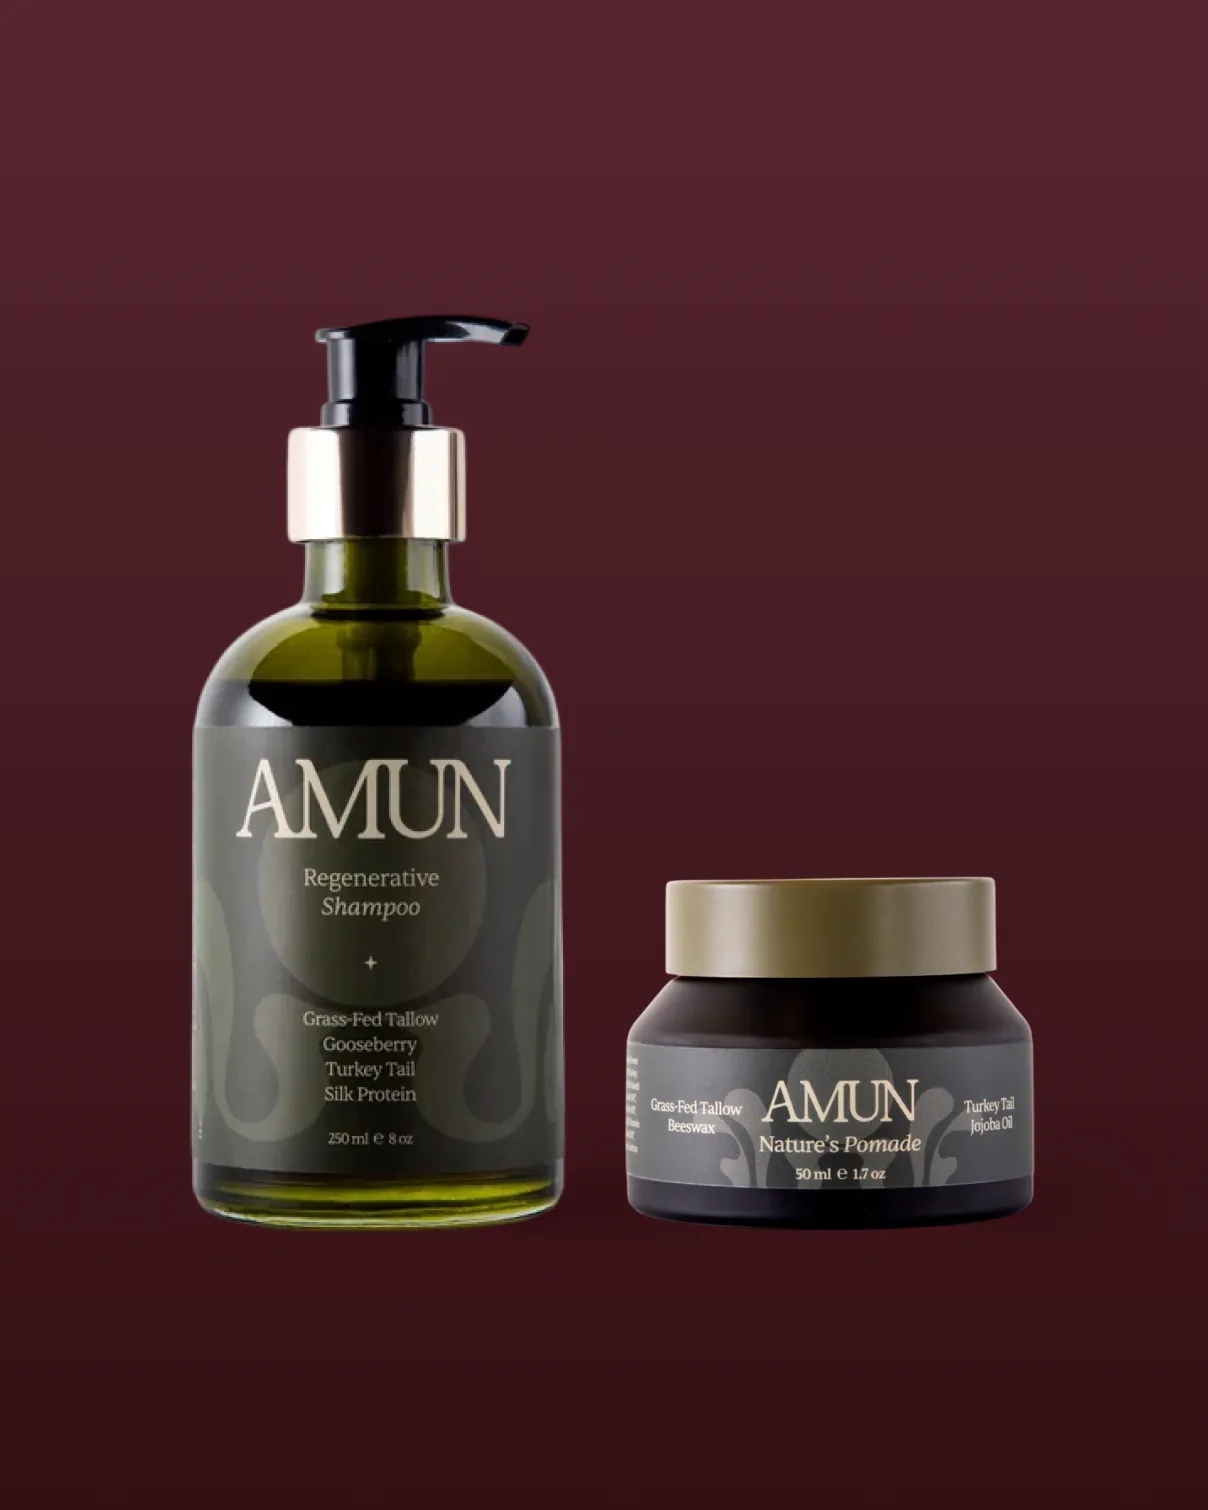 AMUN
Regenerative
Shampoo
Grass-Fed Tallow
Gooseberry
Turkey Tail
Silk Protein
250 ml ℮ 8 oz
Grass-Fed Tallow
Beeswax
AMUN
Nature's Pomade
50 ml ℮ 1.7 oz
Turkey Tail
Jojoba Oil